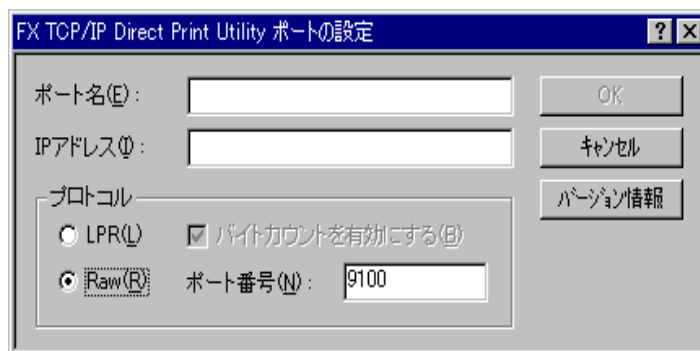 FX TCP/IP Direct Print Utility ポートの設定
ポート名(E):
OK
IPアドレス(I):
キャンセル
バージョン情報
プロトコル
LPR(L) バイトカウントを有効にする(B)
Raw(R) ポート番号(N): 9100